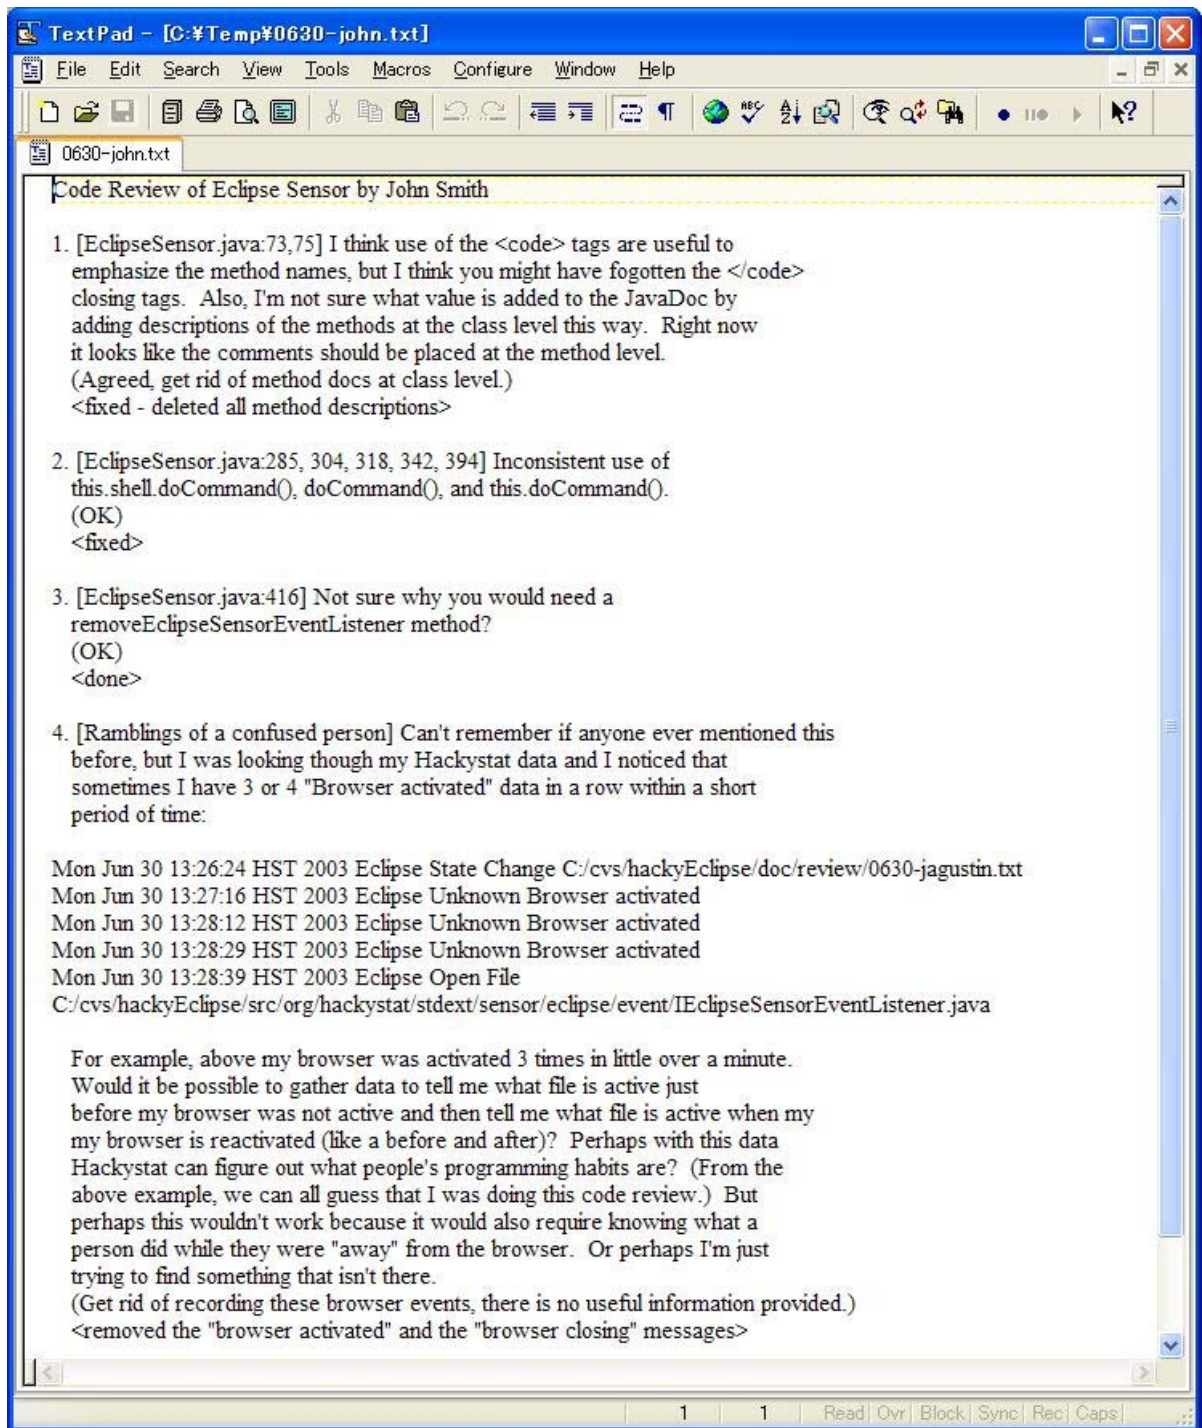 TextPad - [C:¥Temp¥0630-john.txt]
File Edit Search View Tools Macros Configure Window Help
0630-john.txt
Code Review of Eclipse Sensor by John Smith
1. [EclipseSensor.java:73,75] I think use of the <code> tags are useful to
emphasize the method names, but I think you might have fogotten the </code>
closing tags. Also, I'm not sure what value is added to the JavaDoc by
adding descriptions of the methods at the class level this way. Right now
it looks like the comments should be placed at the method level.
(Agreed, get rid of method docs at class level.)
<fixed - deleted all method descriptions>
2. [EclipseSensor.java:285, 304, 318, 342, 394] Inconsistent use of
this.shell.doCommand(), doCommand(), and this.doCommand().
(OK)
<fixed>
3. [EclipseSensor.java:416] Not sure why you would need a
removeEclipseSensorEventListener method?
(OK)
<done>
4. [Ramblings of a confused person] Can't remember if anyone ever mentioned this
before, but I was looking though my Hackystat data and I noticed that
sometimes I have 3 or 4 "Browser activated" data in a row within a short
period of time:
Mon Jun 30 13:26:24 HST 2003 Eclipse State Change C:/cvs/hackyEclipse/doc/review/0630-jagustin.txt
Mon Jun 30 13:27:16 HST 2003 Eclipse Unknown Browser activated
Mon Jun 30 13:28:12 HST 2003 Eclipse Unknown Browser activated
Mon Jun 30 13:28:29 HST 2003 Eclipse Unknown Browser activated
Mon Jun 30 13:28:39 HST 2003 Eclipse Open File
C:/cvs/hackyEclipse/src/org/hackystat/stdext/sensor/eclipse/event/IEclipseSensorEventListener.java
For example, above my browser was activated 3 times in little over a minute.
Would it be possible to gather data to tell me what file is active just
before my browser was not active and then tell me what file is active when my
my browser is reactivated (like a before and after)? Perhaps with this data
Hackystat can figure out what people's programming habits are? (From the
above example, we can all guess that I was doing this code review.) But
perhaps this wouldn't work because it would also require knowing what a
person did while they were "away" from the browser. Or perhaps I'm just
trying to find something that isn't there.
(Get rid of recording these browser events, there is no useful information provided.)
<removed the "browser activated" and the "browser closing" messages>
1 1 Read Ovr Block Sync Rec Caps